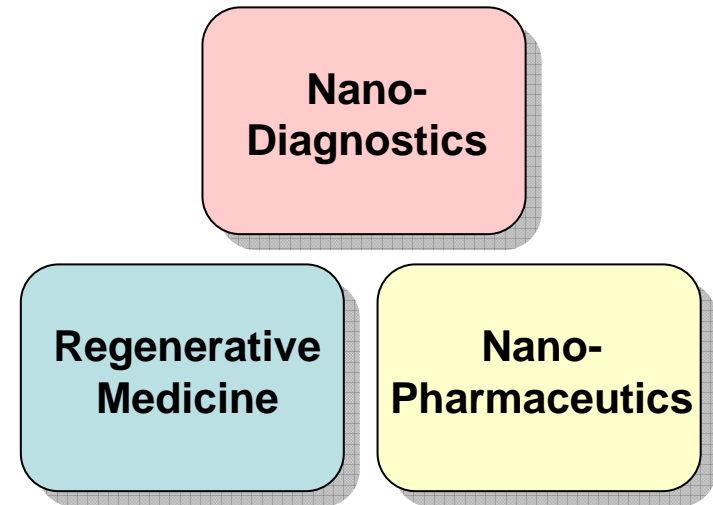 Nano-
Diagnostics
Regenerative
Medicine
Nano-
Pharmaceutics